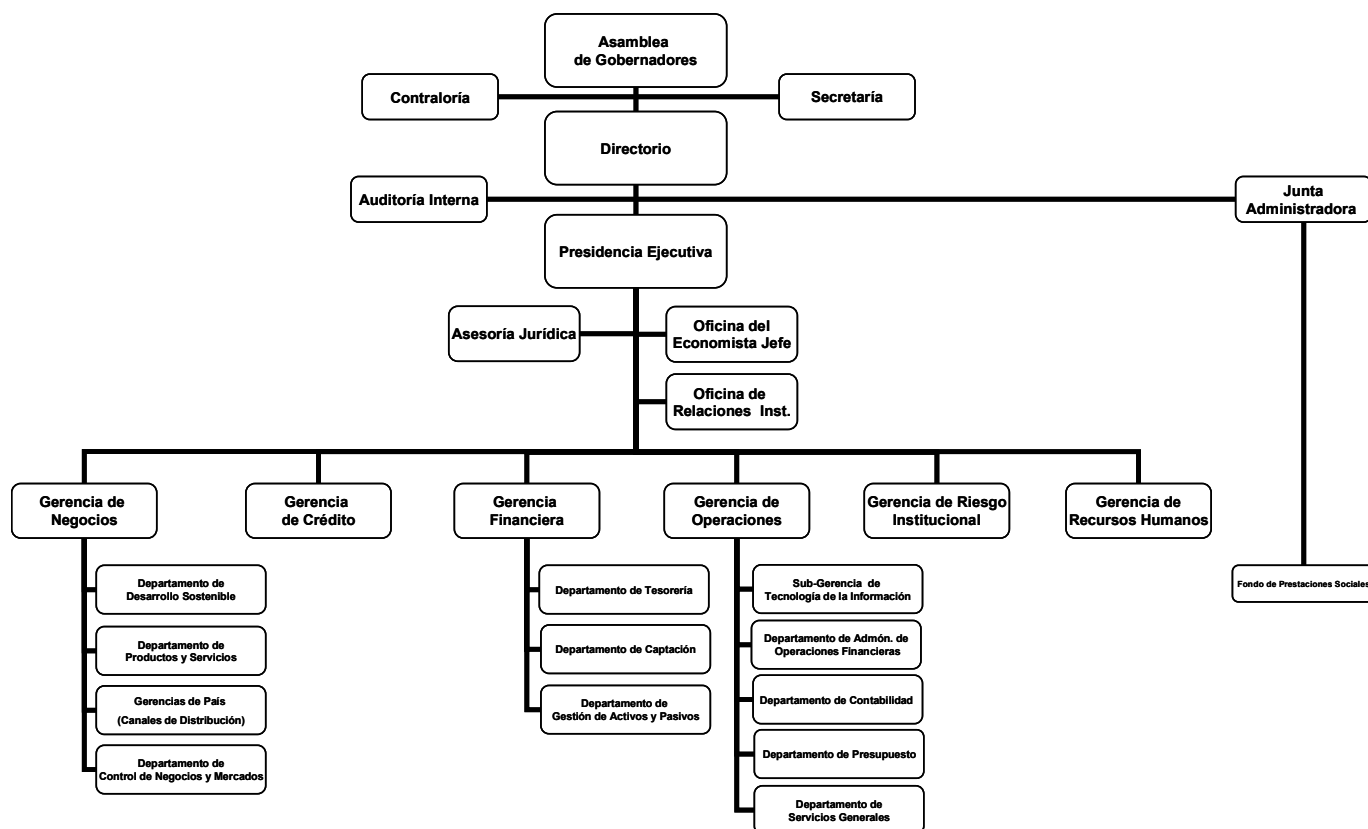 Asamblea
de Gobernadores
Contraloría
Secretaría
Directorio
Auditoría Interna
Junta
Administradora
Presidencia Ejecutiva
Asesoría Jurídica
Oficina del
Economista Jefe
Oficina de
Relaciones Inst.
Gerencia de
Negocios
Gerencia
de Crédito
Gerencia
Financiera
Gerencia de
Operaciones
Gerencia de Riesgo
Institucional
Gerencia de
Recursos Humanos
Departamento de
Desarrollo Sostenible
Departamento de
Productos y Servicios
Gerencias de País
(Canales de Distribución)
Departamento de
Control de Negocios y Mercados
Departamento de Tesorería
Departamento de Captación
Departamento de
Gestión de Activos y Pasivos
Sub-Gerencia de
Tecnología de la Información
Departamento de Admón. de
Operaciones Financieras
Departamento de Contabilidad
Departamento de Presupuesto
Departamento de
Servicios Generales
Fondo de Prestaciones Sociales